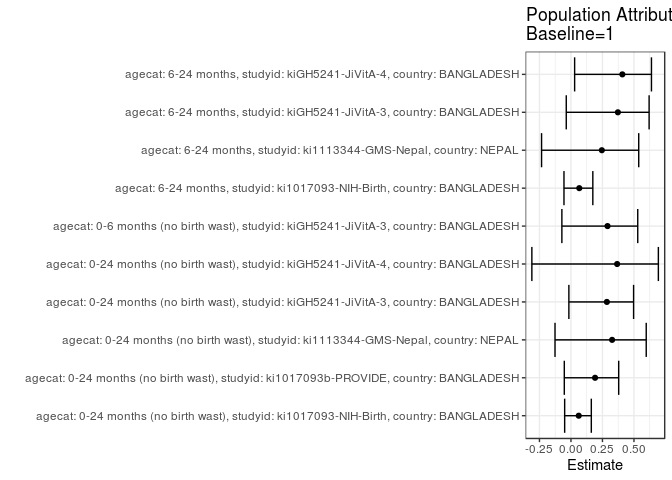 Population Attribut
Baseline=1
agecat: 6-24 months, studyid: kiGH5241-JiVitA-4, country: BANGLADESH
agecat: 6-24 months, studyid: kiGH5241-JiVitA-3, country: BANGLADESH
agecat: 6-24 months, studyid: ki1113344-GMS-Nepal, country: NEPAL
agecat: 6-24 months, studyid: ki1017093-NIH-Birth, country: BANGLADESH
agecat: 0-6 months (no birth wast), studyid: kiGH5241-JiVitA-3, country: BANGLADESH
agecat: 0-24 months (no birth wast), studyid: kiGH5241-JiVitA-4, country: BANGLADESH
agecat: 0-24 months (no birth wast), studyid: kiGH5241-JiVitA-3, country: BANGLADESH
agecat: 0-24 months (no birth wast), studyid: ki1113344-GMS-Nepal, country: NEPAL
agecat: 0-24 months (no birth wast), studyid: ki1017093b-PROVIDE, country: BANGLADESH
agecat: 0-24 months (no birth wast), studyid: ki1017093-NIH-Birth, country: BANGLADESH
-0.25 0.00 0.25 0.50
Estimate